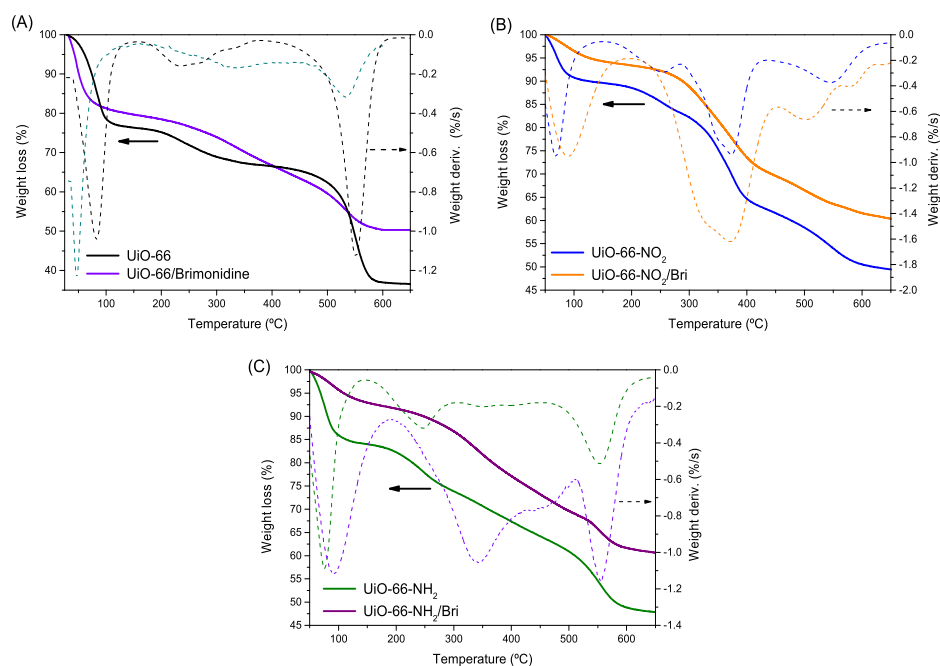 (A)
100
90
80
70
60
50
40
Weight loss (%)
0.0
-0.2
-0.4
-0.6
-0.8
-1.0
-1.2
Weight deriv. (%/s)
UiO-66
UiO-66/Brimonidine
100 200 300 400 500 600
Temperature (ºC)
(B)
100
95
90
85
80
75
70
65
60
55
50
45
Weight loss (%)
0.0
-0.2
-0.4
-0.6
-0.8
-1.0
-1.2
-1.4
-1.6
-1.8
-2.0
Weight deriv. (%/s)
UiO-66-NO₂
UiO-66-NO₂/Bri
100 200 300 400 500 600
Temperature (ºC)
(C)
100
95
90
85
80
75
70
65
60
55
50
45
Weight loss (%)
0.0
-0.2
-0.4
-0.6
-0.8
-1.0
-1.2
-1.4
Weight deriv. (%/s)
UiO-66-NH₂
UiO-66-NH₂/Bri
100 200 300 400 500 600
Temperature (ºC)